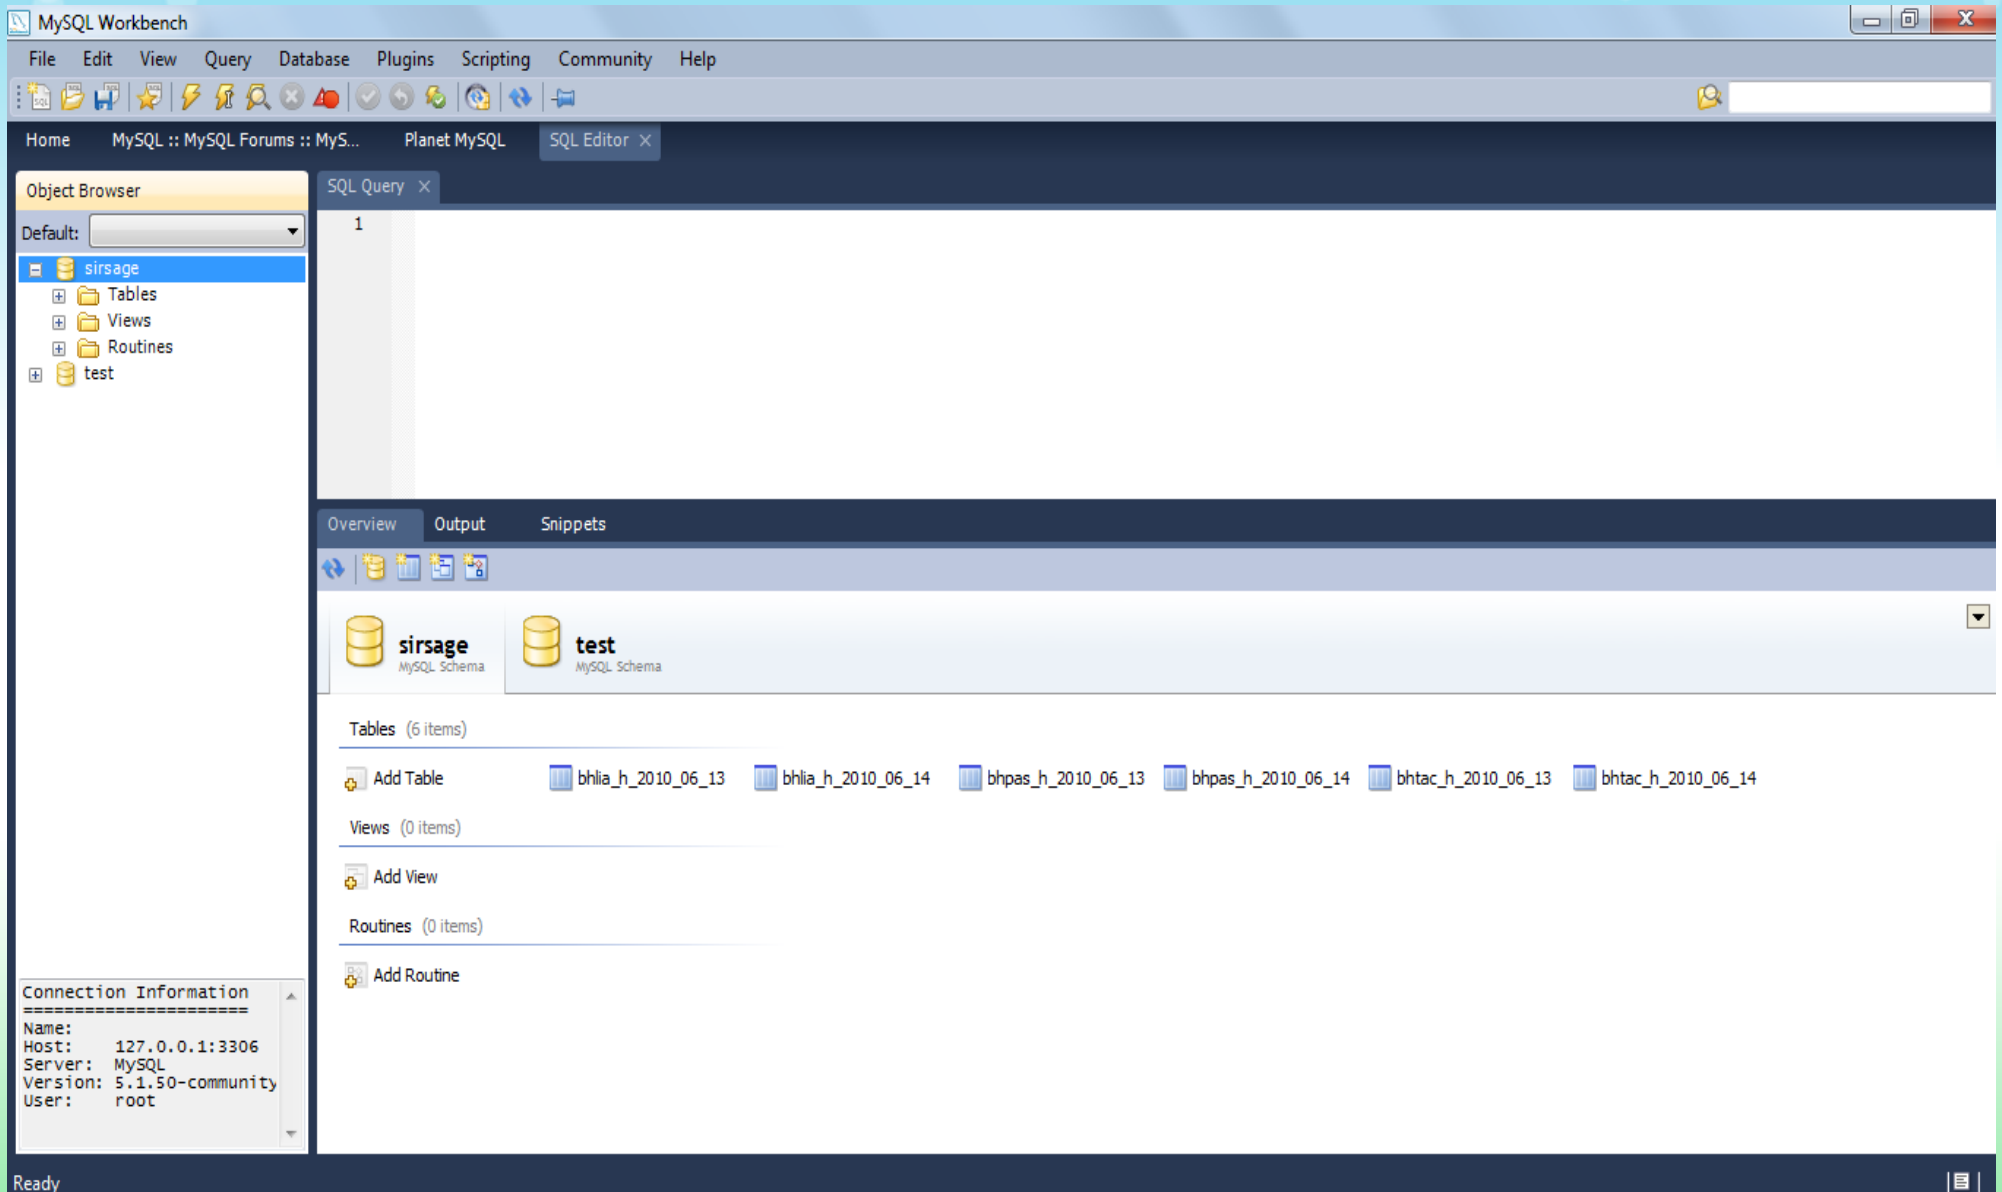 MySQL Workbench
File Edit View Query Database Plugins Scripting Community Help
Home MySQL :: MySQL Forums :: MyS... Planet MySQL SQL Editor
Object Browser
Default:
sirsage
Tables
Views
Routines
test
SQL Query
1
Overview Output Snippets
sirsage
MySQL Schema
test
MySQL Schema
Tables (6 items)
Add Table bhlia_h_2010_06_13 bhlia_h_2010_06_14 bhpas_h_2010_06_13 bhpas_h_2010_06_14 bhtac_h_2010_06_13 bhtac_h_2010_06_14
Views (0 items)
Add View
Routines (0 items)
Add Routine
Connection Information
======================
Name:
Host: 127.0.0.1:3306
Server: MySQL
Version: 5.1.50-community
User: root
Ready